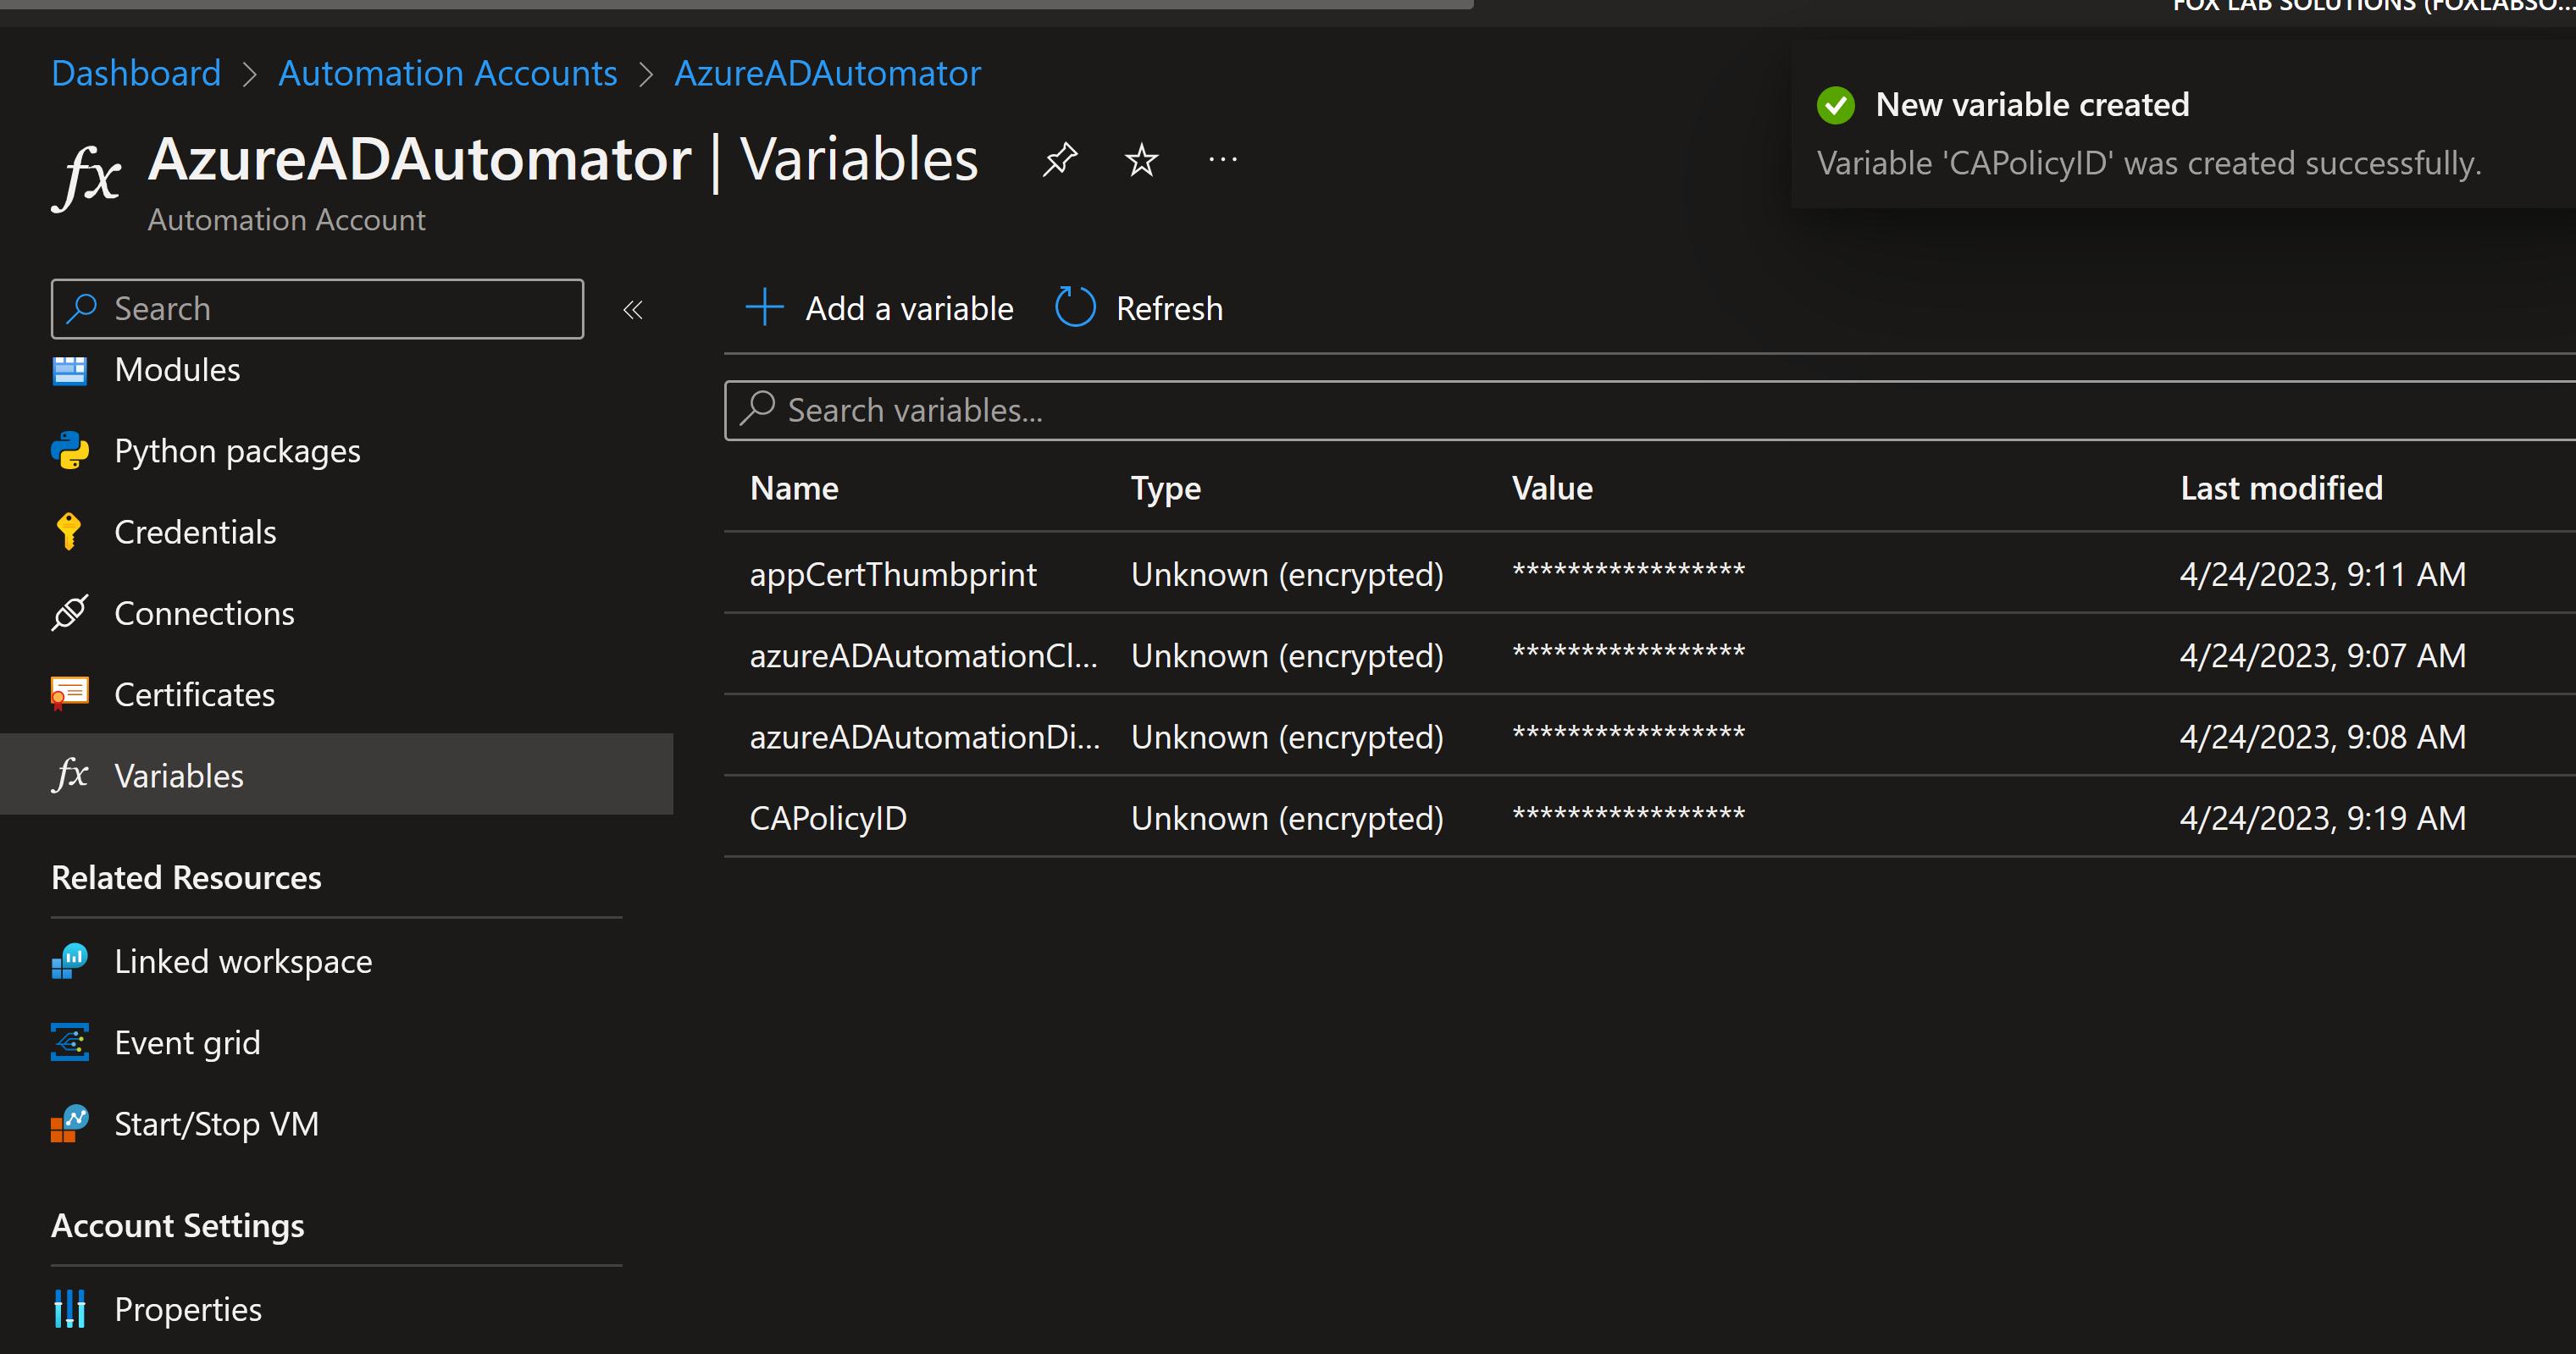 FOX LAB SOLUTIONS (FOXLABSO...
Dashboard > Automation Accounts > AzureADAutomator
New variable created
Variable 'CAPolicyID' was created successfully.
fx AzureADAutomator | Variables ...
Automation Account
Search «
Modules
Python packages
Credentials
Connections
Certificates
fx Variables
Related Resources
Linked workspace
Event grid
Start/Stop VM
Account Settings
Properties
+ Add a variable Refresh
Search variables...
Name Type Value Last modified
appCertThumbprint Unknown (encrypted) ***************** 4/24/2023, 9:11 AM
azureADAutomationCl... Unknown (encrypted) ***************** 4/24/2023, 9:07 AM
azureADAutomationDi... Unknown (encrypted) ***************** 4/24/2023, 9:08 AM
CAPolicyID Unknown (encrypted) ***************** 4/24/2023, 9:19 AM